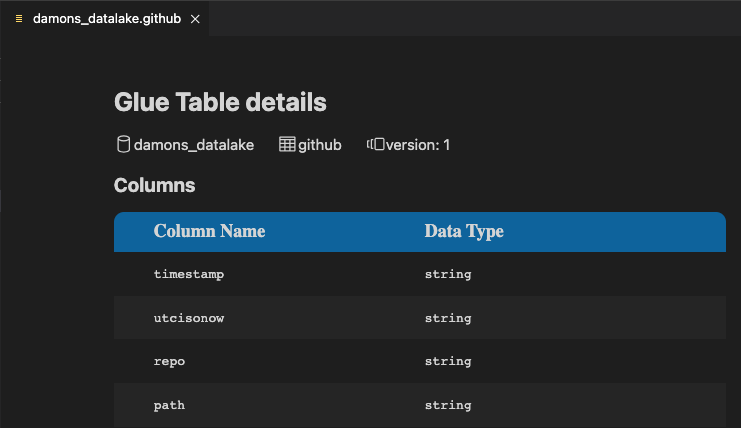 damons_datalake.github
Glue Table details
damons_datalake github version: 1
Columns
Column Name Data Type
timestamp string
utcisonow string
repo string
path string